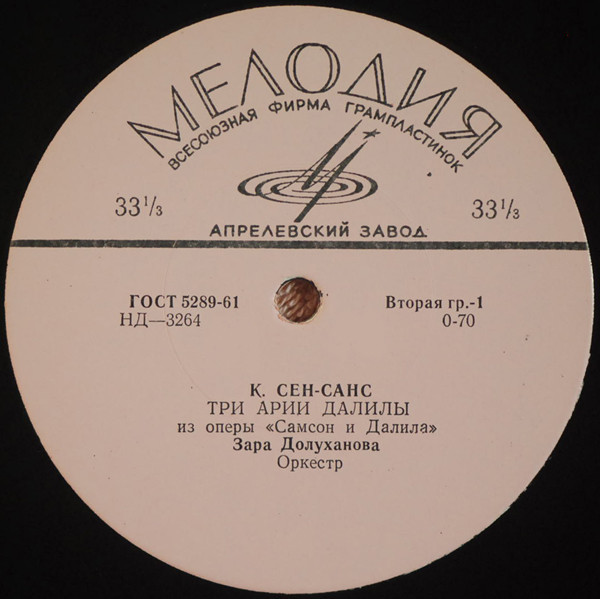 МЕЛОДИЯ
ВСЕСОЮЗНАЯ ФИРМА ГРАМПЛАСТИНОК
33⅓ 33⅓
АПРЕЛЕВСКИЙ ЗАВОД
ГОСТ 5289-61 Вторая гр.-1
НД—3264 0-70
К. СЕН-САНС
ТРИ АРИИ ДАЛИЛЫ
из оперы «Самсон и Далила»
Зара Долуханова
Оркестр